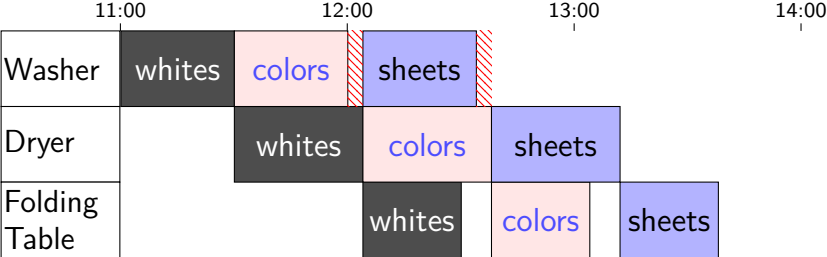 11:00 12:00 13:00 14:00
Washer whites colors sheets
Dryer whites colors sheets
Folding
Table whites colors sheets